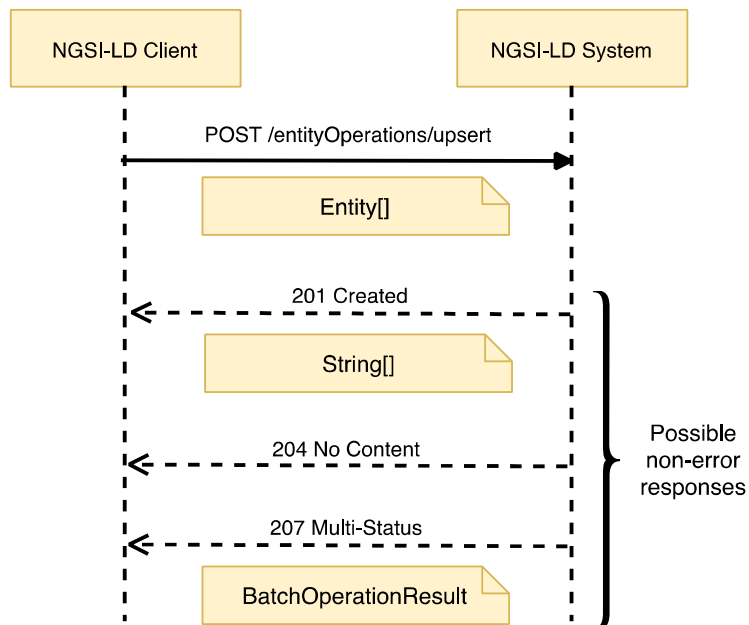 NGSI-LD Client
NGSI-LD System
POST /entityOperations/upsert
Entity[]
201 Created
String[]
204 No Content
Possible
non-error
responses
207 Multi-Status
BatchOperationResult